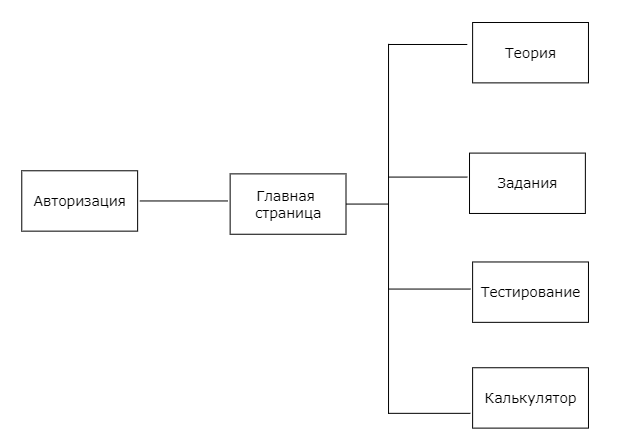 Авторизация
Главная
страница
Теория
Задания
Тестирование
Калькулятор